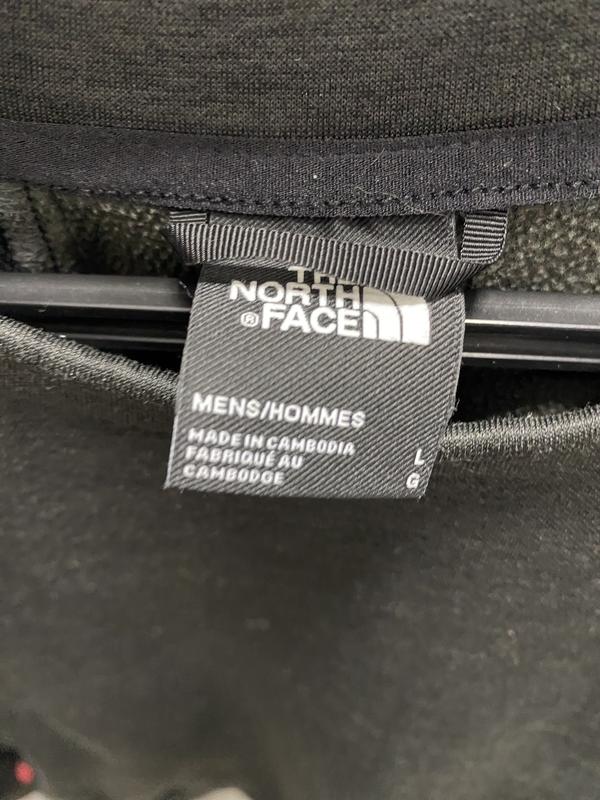 THE
NORTH
® FACE
MENS/HOMMES
MADE IN CAMBODIA
FABRIQUÉ AU
CAMBODGE
L
G